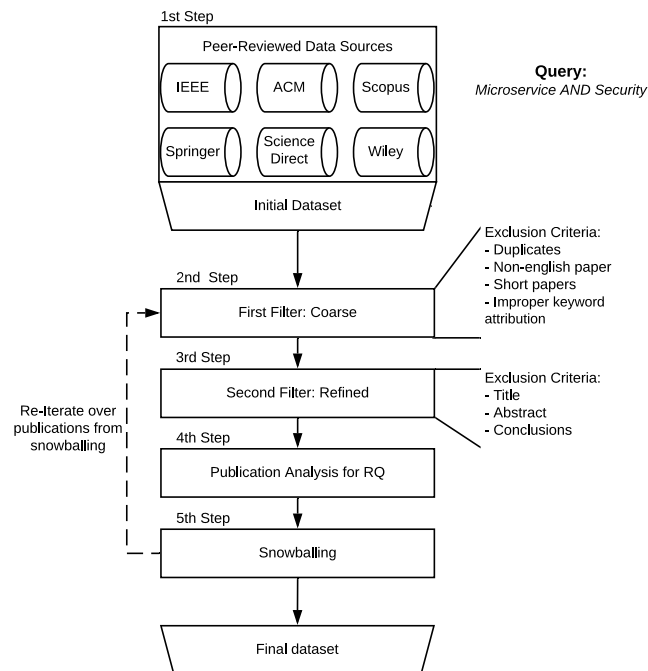 1st Step
Peer-Reviewed Data Sources
IEEE
ACM
Scopus
Springer
Science
Direct
Wiley
Initial Dataset
Query:
Microservice AND Security
2nd Step
First Filter: Coarse
Exclusion Criteria:
- Duplicates
- Non-english paper
- Short papers
- Improper keyword
attribution
3rd Step
Second Filter: Refined
Exclusion Criteria:
- Title
- Abstract
- Conclusions
Re-Iterate over
publications from
snowballing
4th Step
Publication Analysis for RQ
5th Step
Snowballing
Final dataset